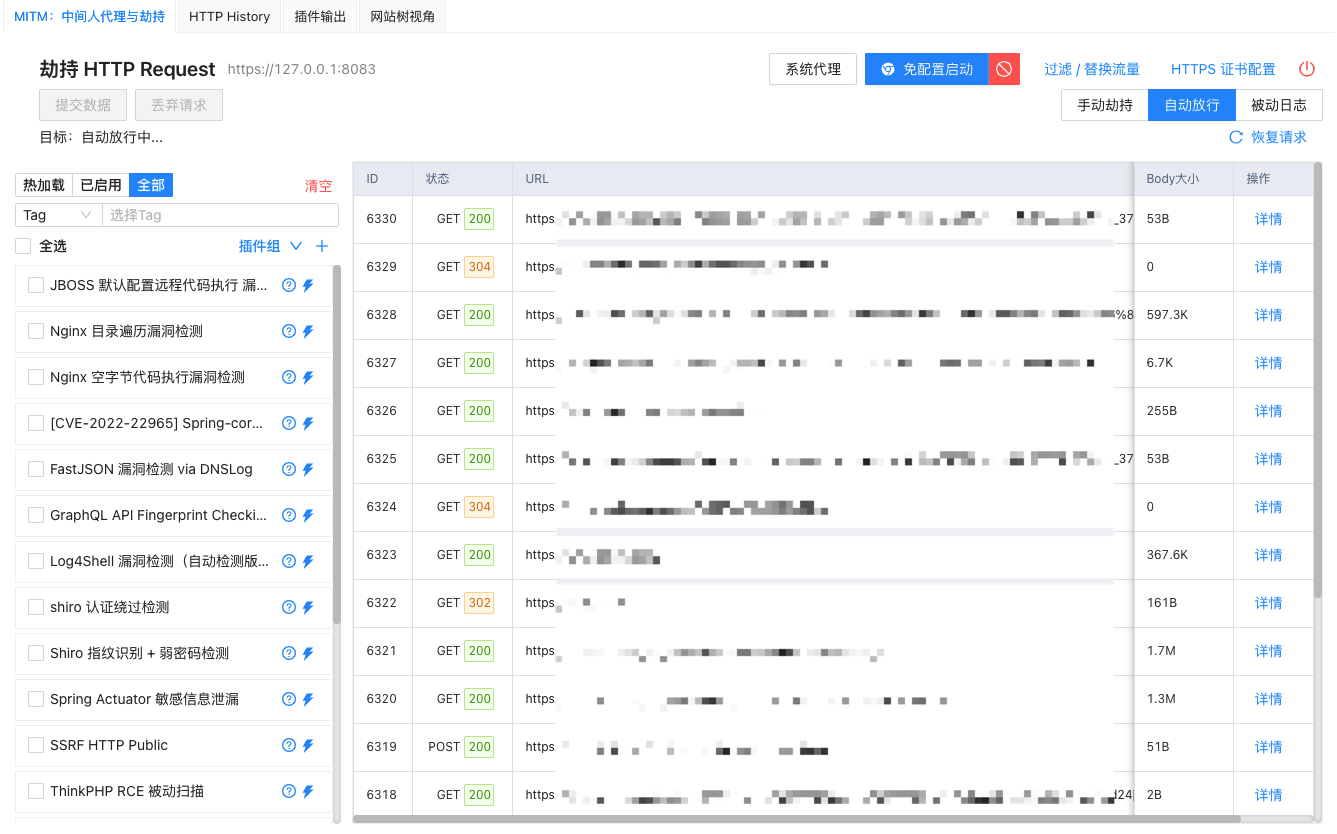 MITM：中间人代理与劫持 HTTP History 插件输出 网站树视角
劫持 HTTP Request https://127.0.0.1:8083 系统代理 免配置启动 过滤 / 替换流量 HTTPS 证书配置
提交数据 丢弃请求 手动劫持 自动放行 被动日志
目标：自动放行中... 恢复请求
热加载 已启用 全部 清空
Tag 选择Tag
全选 插件组
JBOSS 默认配置远程代码执行 漏...
Nginx 目录遍历漏洞检测
Nginx 空字节代码执行漏洞检测
[CVE-2022-22965] Spring-cor...
FastJSON 漏洞检测 via DNSLog
GraphQL API Fingerprint Checki...
Log4Shell 漏洞检测（自动检测版...
shiro 认证绕过检测
Shiro 指纹识别 + 弱密码检测
Spring Actuator 敏感信息泄漏
SSRF HTTP Public
ThinkPHP RCE 被动扫描
ID 状态 URL Body大小 操作
6330 GET 200 https _37 53B 详情
6329 GET 304 https 0 详情
6328 GET 200 https %8 597.3K 详情
6327 GET 200 https 6.7K 详情
6326 GET 200 https 255B 详情
6325 GET 200 https _37 53B 详情
6324 GET 304 https 0 详情
6323 GET 200 https 367.6K 详情
6322 GET 302 https 161B 详情
6321 GET 200 https 1.7M 详情
6320 GET 200 https 1.3M 详情
6319 POST 200 https 51B 详情
6318 GET 200 https d24 2B 详情